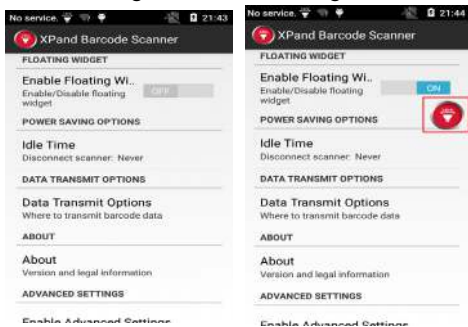 No service. 21:43
XPand Barcode Scanner
FLOATING WIDGET
Enable Floating Wi..
Enable/Disable floating
widget
OFF
POWER SAVING OPTIONS
Idle Time
Disconnect scanner: Never
DATA TRANSMIT OPTIONS
Data Transmit Options
Where to transmit barcode data
ABOUT
About
Version and legal information
ADVANCED SETTINGS
Enable Advanced Settings
No service. 21:44
XPand Barcode Scanner
FLOATING WIDGET
Enable Floating Wi..
Enable/Disable floating
widget
ON
POWER SAVING OPTIONS
Idle Time
Disconnect scanner: Never
DATA TRANSMIT OPTIONS
Data Transmit Options
Where to transmit barcode data
ABOUT
About
Version and legal information
ADVANCED SETTINGS
Enable Advanced Settings